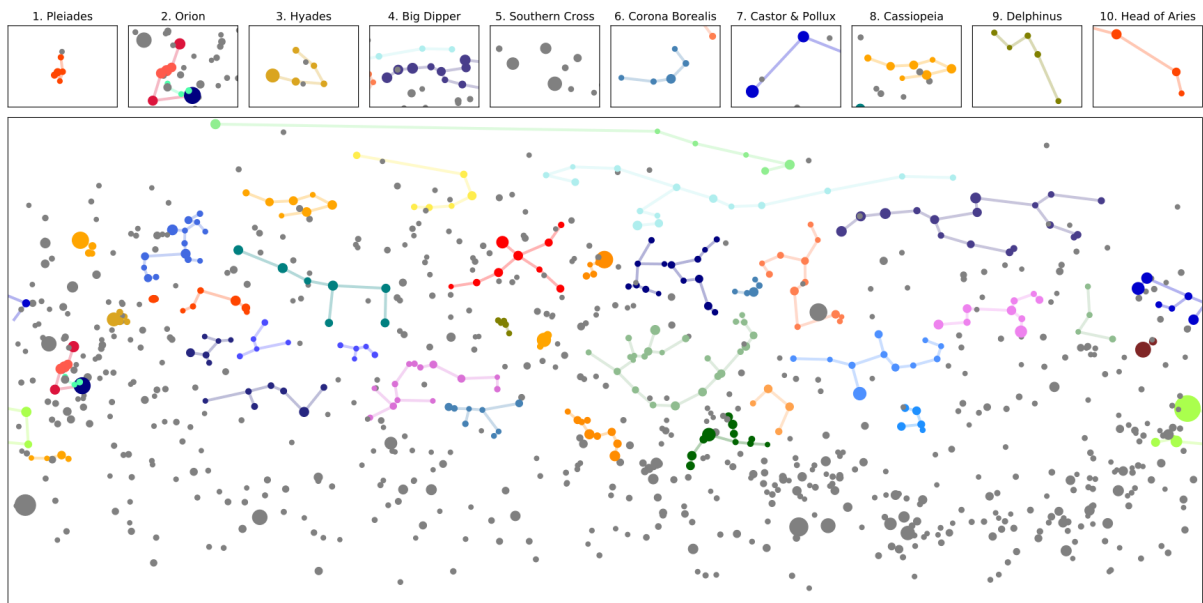 1. Pleiades
2. Orion
3. Hyades
4. Big Dipper
5. Southern Cross
6. Corona Borealis
7. Castor & Pollux
8. Cassiopeia
9. Delphinus
10. Head of Aries